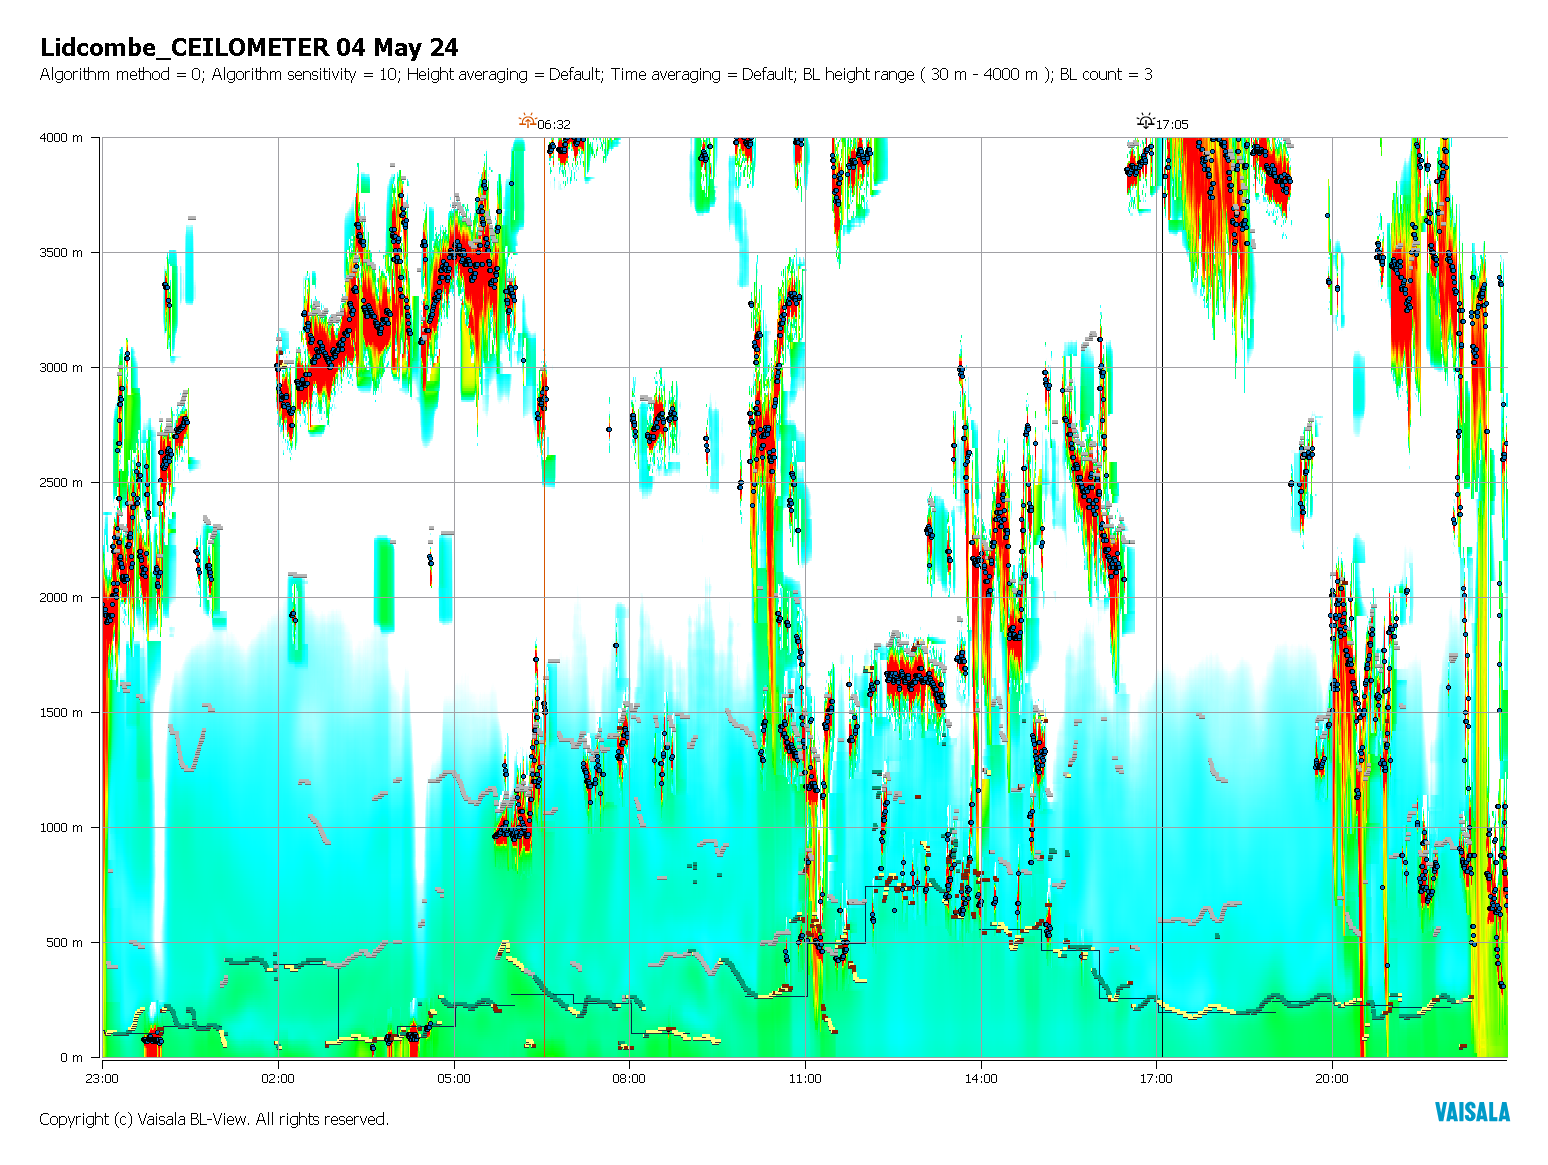 Lidcombe_CEILOMETER 04 May 24
Algorithm method = 0; Algorithm sensitivity = 10; Height averaging = Default; Time averaging = Default; BL height range ( 30 m - 4000 m ); BL count = 3
06:32
17:05
4000 m
3500 m
3000 m
2500 m
2000 m
1500 m
1000 m
500 m
0 m
23:00 02:00 05:00 08:00 11:00 14:00 17:00 20:00
Copyright (c) Vaisala BL-View. All rights reserved.
VAISALA